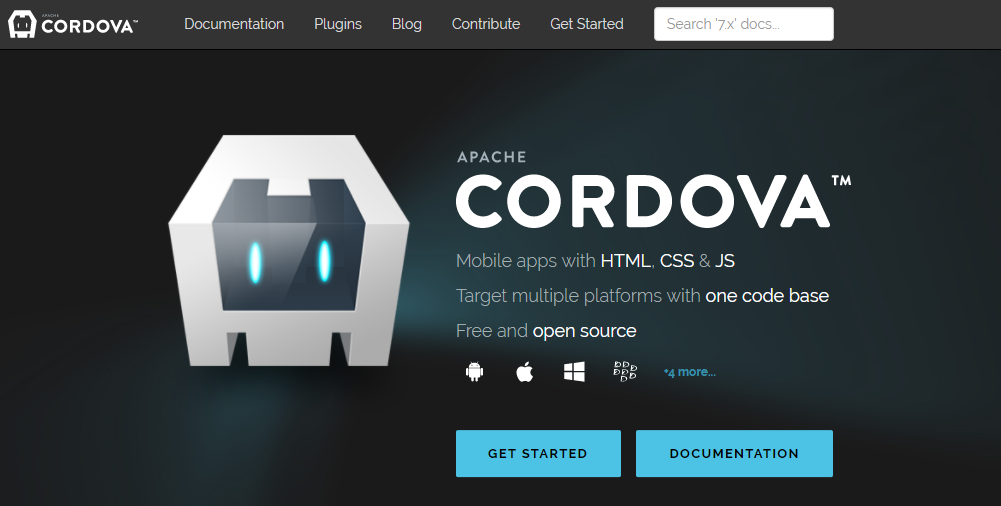 APACHE
CORDOVA™
Documentation
Plugins
Blog
Contribute
Get Started
Search '7.x' docs...
APACHE
CORDOVA™
Mobile apps with HTML, CSS & JS
Target multiple platforms with one code base
Free and open source
+4 more...
GET STARTED
DOCUMENTATION